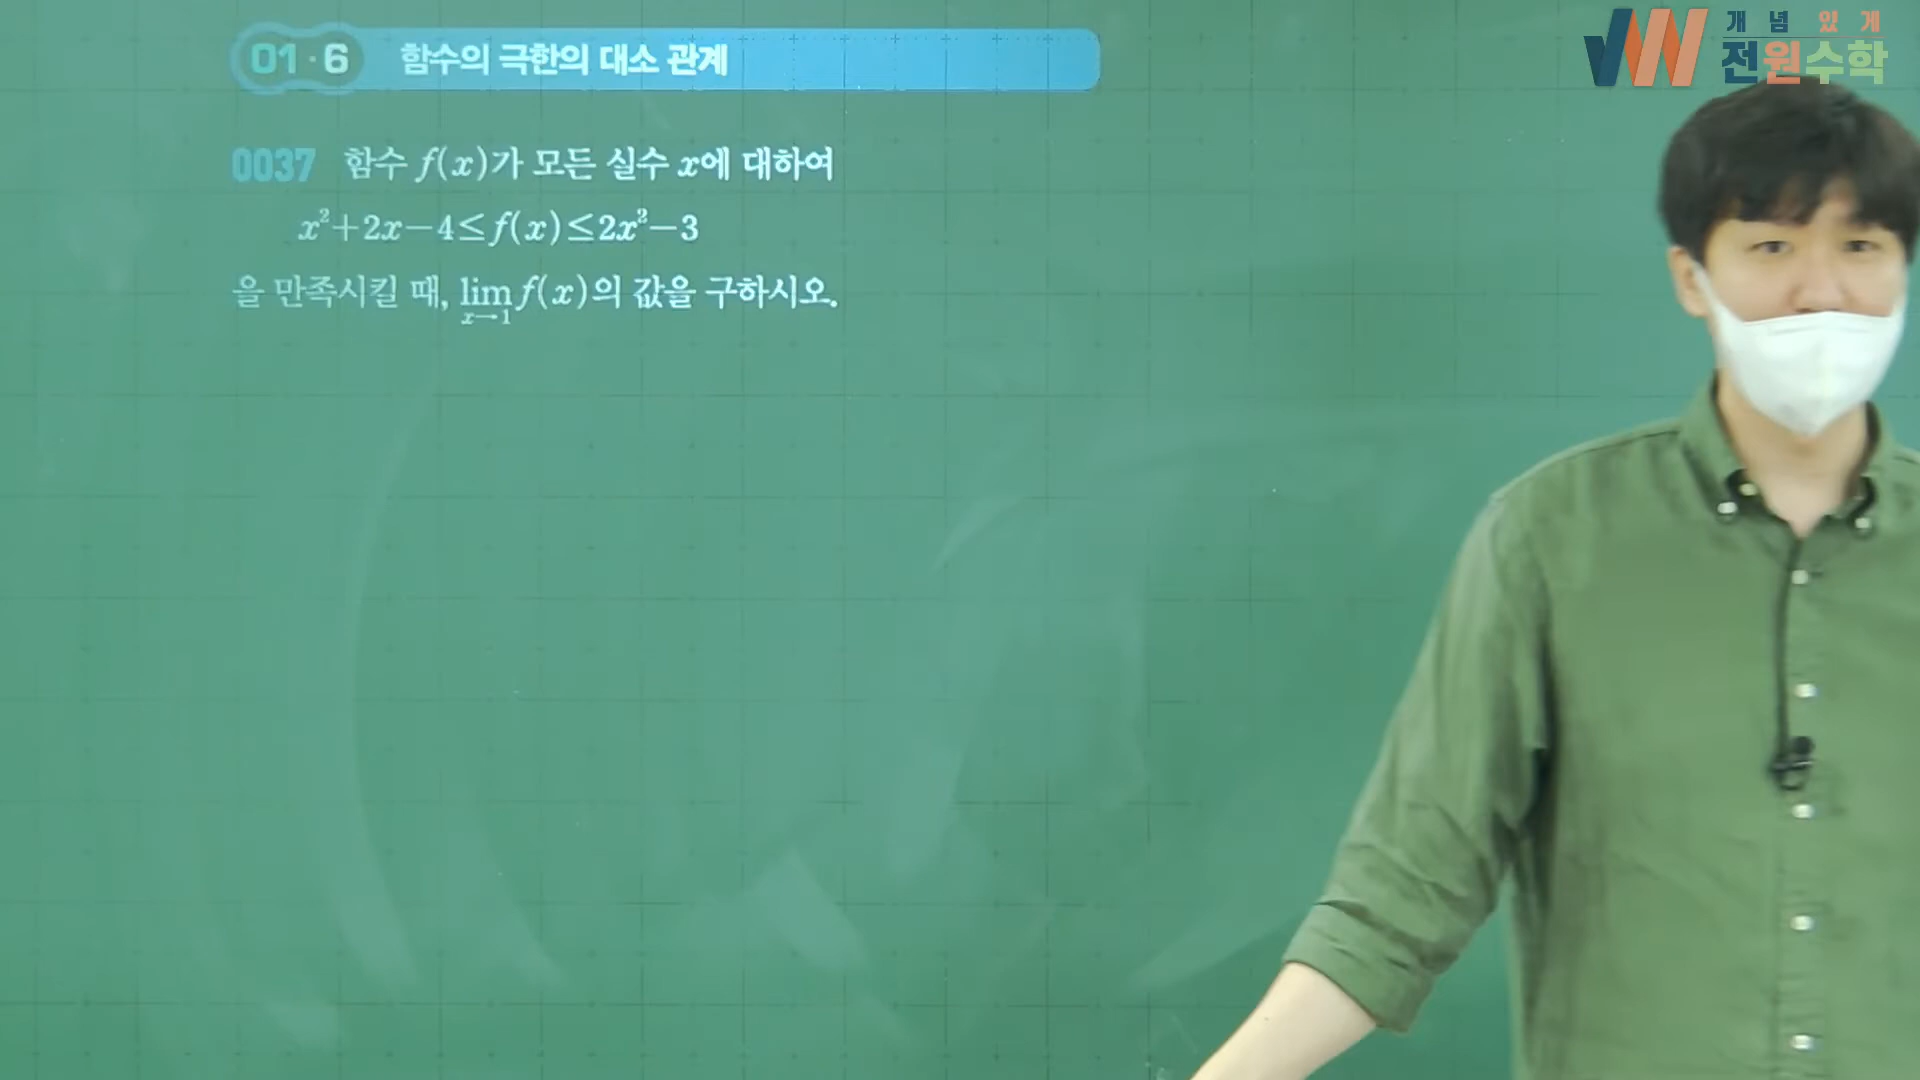 01·6 함수의 극한의 대소 관계
개념 있게
전원수학
0037 함수 f(x)가 모든 실수 x에 대하여
x²+2x-4≤f(x)≤2x²-3
을 만족시킬 때, lim f(x)의 값을 구하시오.
x→1